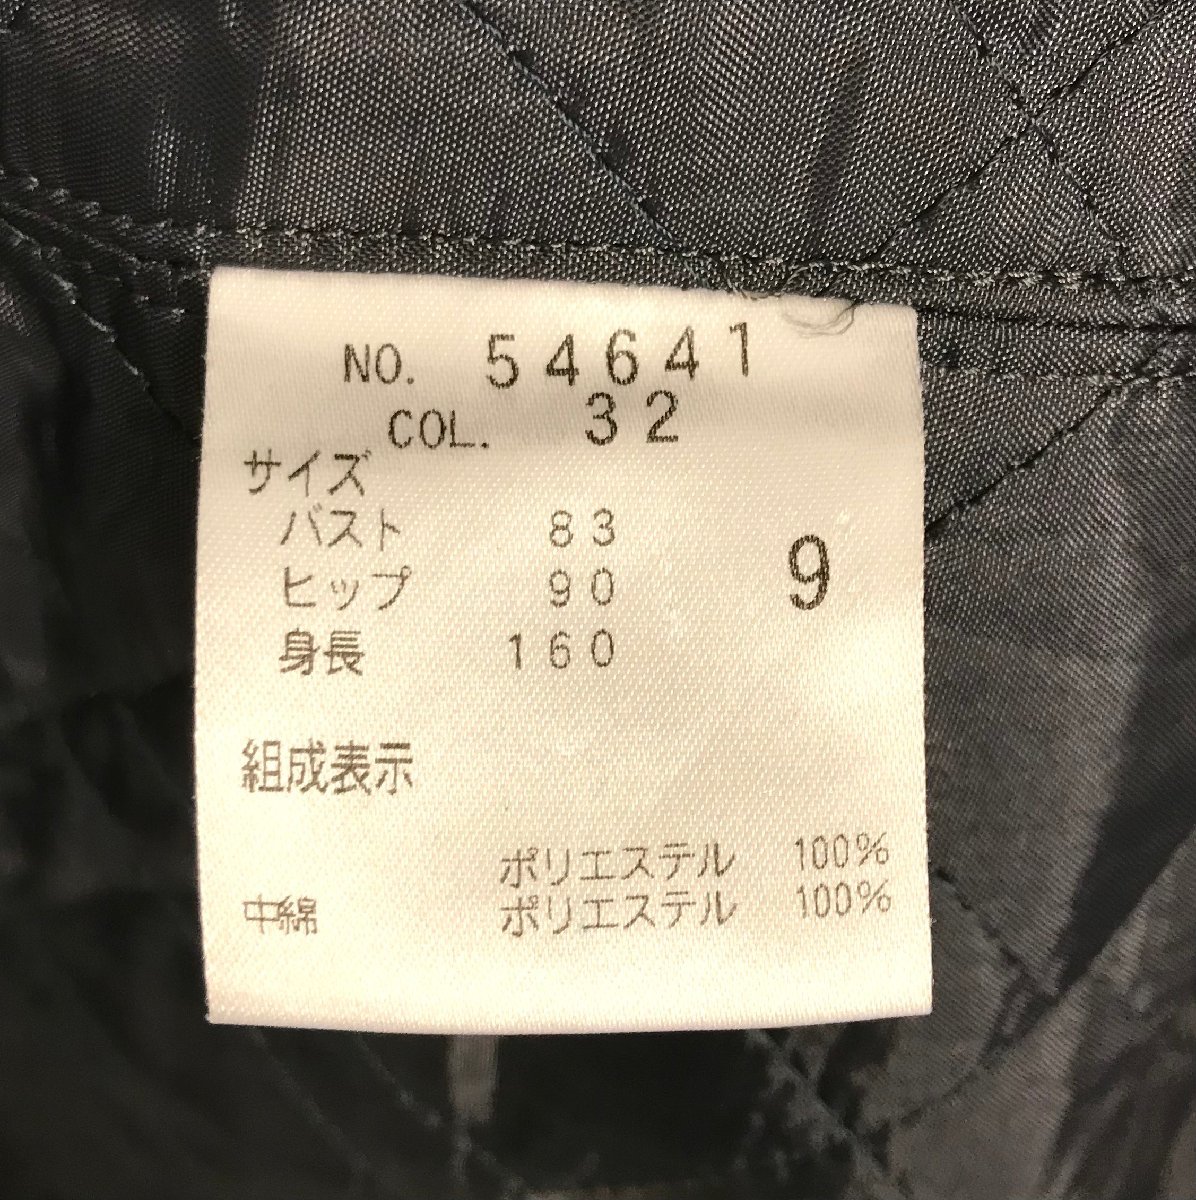 NO. 54641
COL. 32
サイズ
バスト 83
ヒップ 90 9
身長 160
組成表示
ポリエステル 100%
中綿 ポリエステル 100%